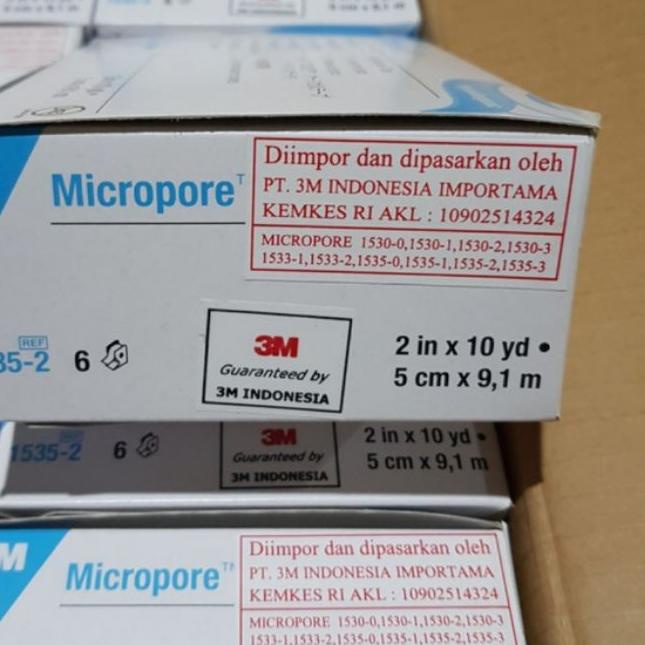 Micropore™
Diimpor dan dipasarkan oleh
PT. 3M INDONESIA IMPORTAMA
KEMKES RI AKL : 10902514324
MICROPORE 1530-0,1530-1,1530-2,1530-3
1533-1,1533-2,1535-0,1535-1,1535-2,1535-3
REF
35-2 6
3M
Guaranteed by
3M INDONESIA
2 in x 10 yd •
5 cm x 9,1 m
1535-2 6
3M
Guaranteed by
3M INDONESIA
2 in x 10 yd •
5 cm x 9,1 m
M
Micropore™
Diimpor dan dipasarkan oleh
PT. 3M INDONESIA IMPORTAMA
KEMKES RI AKL : 10902514324
MICROPORE 1530-0,1530-1,1530-2,1530-3
1533-1,1533-2,1535-0,1535-1,1535-2,1535-3